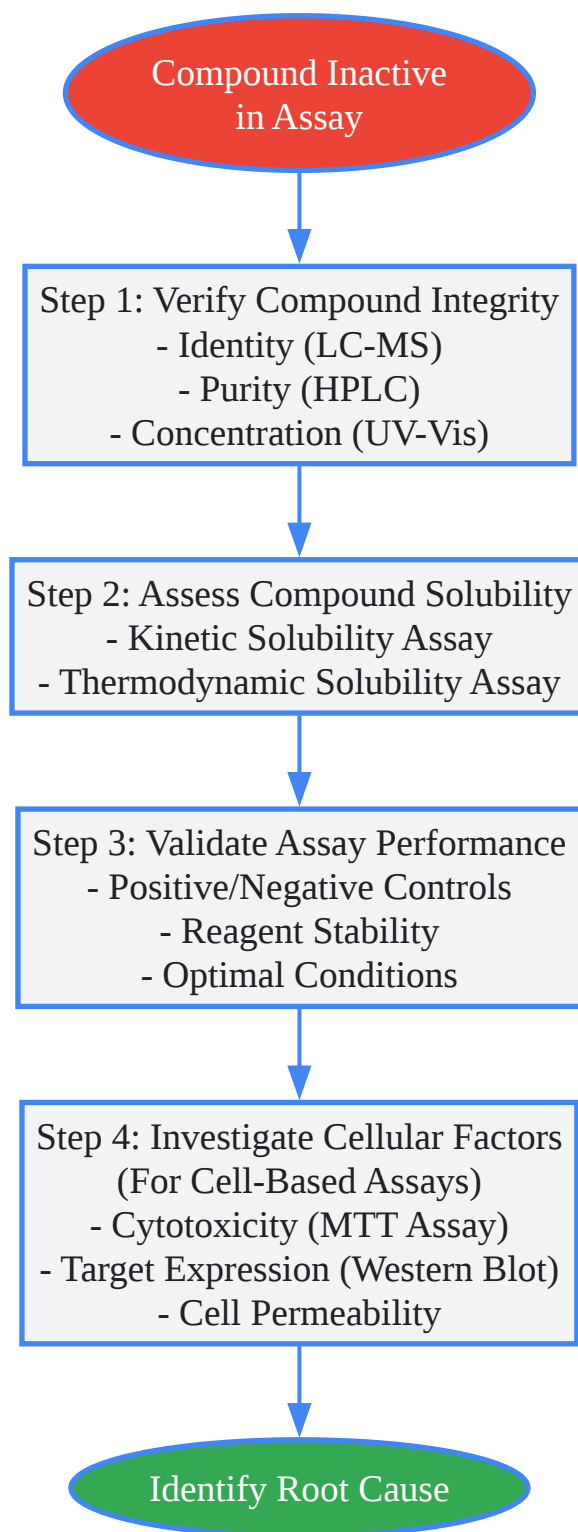 Compound Inactive
in Assay
Step 1: Verify Compound Integrity
- Identity (LC-MS)
- Purity (HPLC)
- Concentration (UV-Vis)
Step 2: Assess Compound Solubility
- Kinetic Solubility Assay
- Thermodynamic Solubility Assay
Step 3: Validate Assay Performance
- Positive/Negative Controls
- Reagent Stability
- Optimal Conditions
Step 4: Investigate Cellular Factors
(For Cell-Based Assays)
- Cytotoxicity (MTT Assay)
- Target Expression (Western Blot)
- Cell Permeability
Identify Root Cause